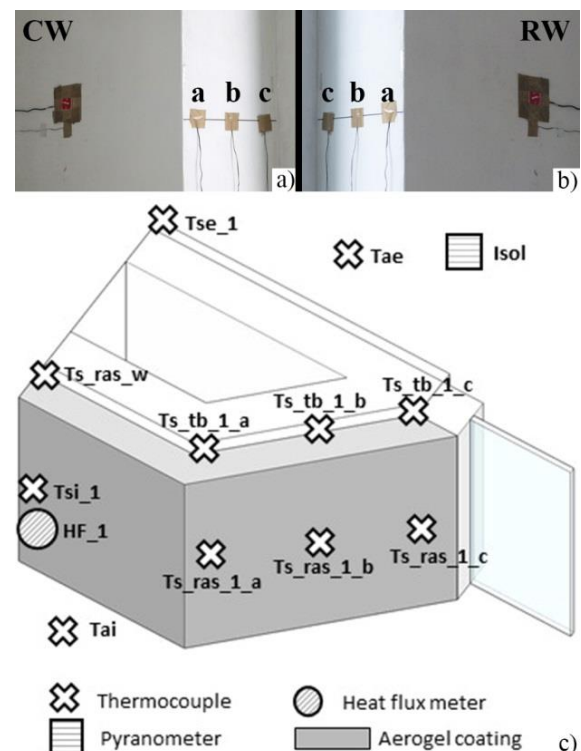 CW RW
a b c c b a
a) b)
Tse_1
Tae Isol
Ts_ras_w
Ts_tb_1_c
Ts_tb_1_b
Ts_tb_1_a
Tsi_1
HF_1
Ts_ras_1_c
Ts_ras_1_b
Ts_ras_1_a
Tai
Thermocouple Heat flux meter
Pyranometer Aerogel coating c)